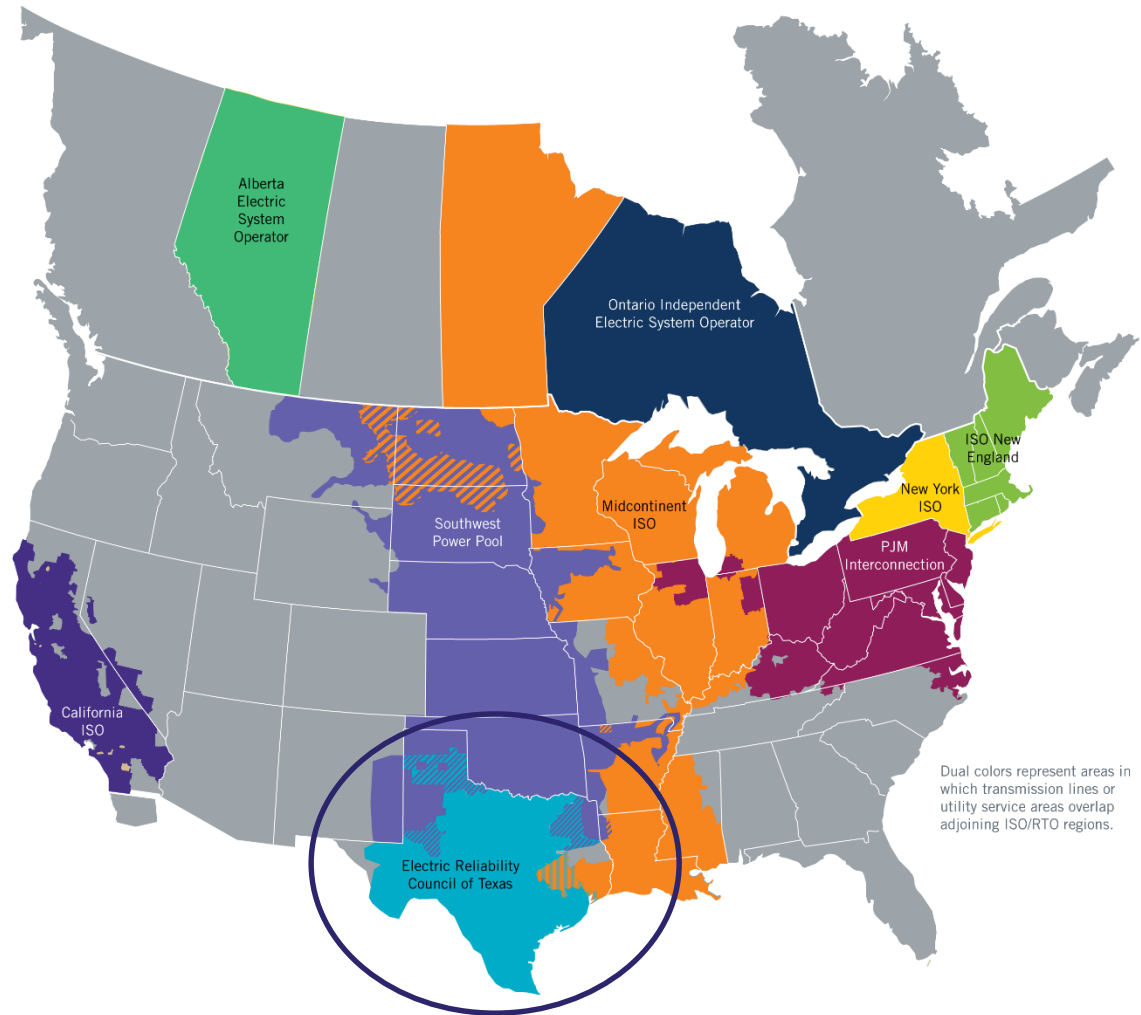 Alberta
Electric
System
Operator
Ontario Independent
Electric System Operator
ISO New
England
New York
ISO
Midcontinent
ISO
Southwest
Power Pool
PJM
Interconnection
California
ISO
Dual colors represent areas in
which transmission lines or
utility service areas overlap
adjoining ISO/RTO regions.
Electric Reliability
Council of Texas